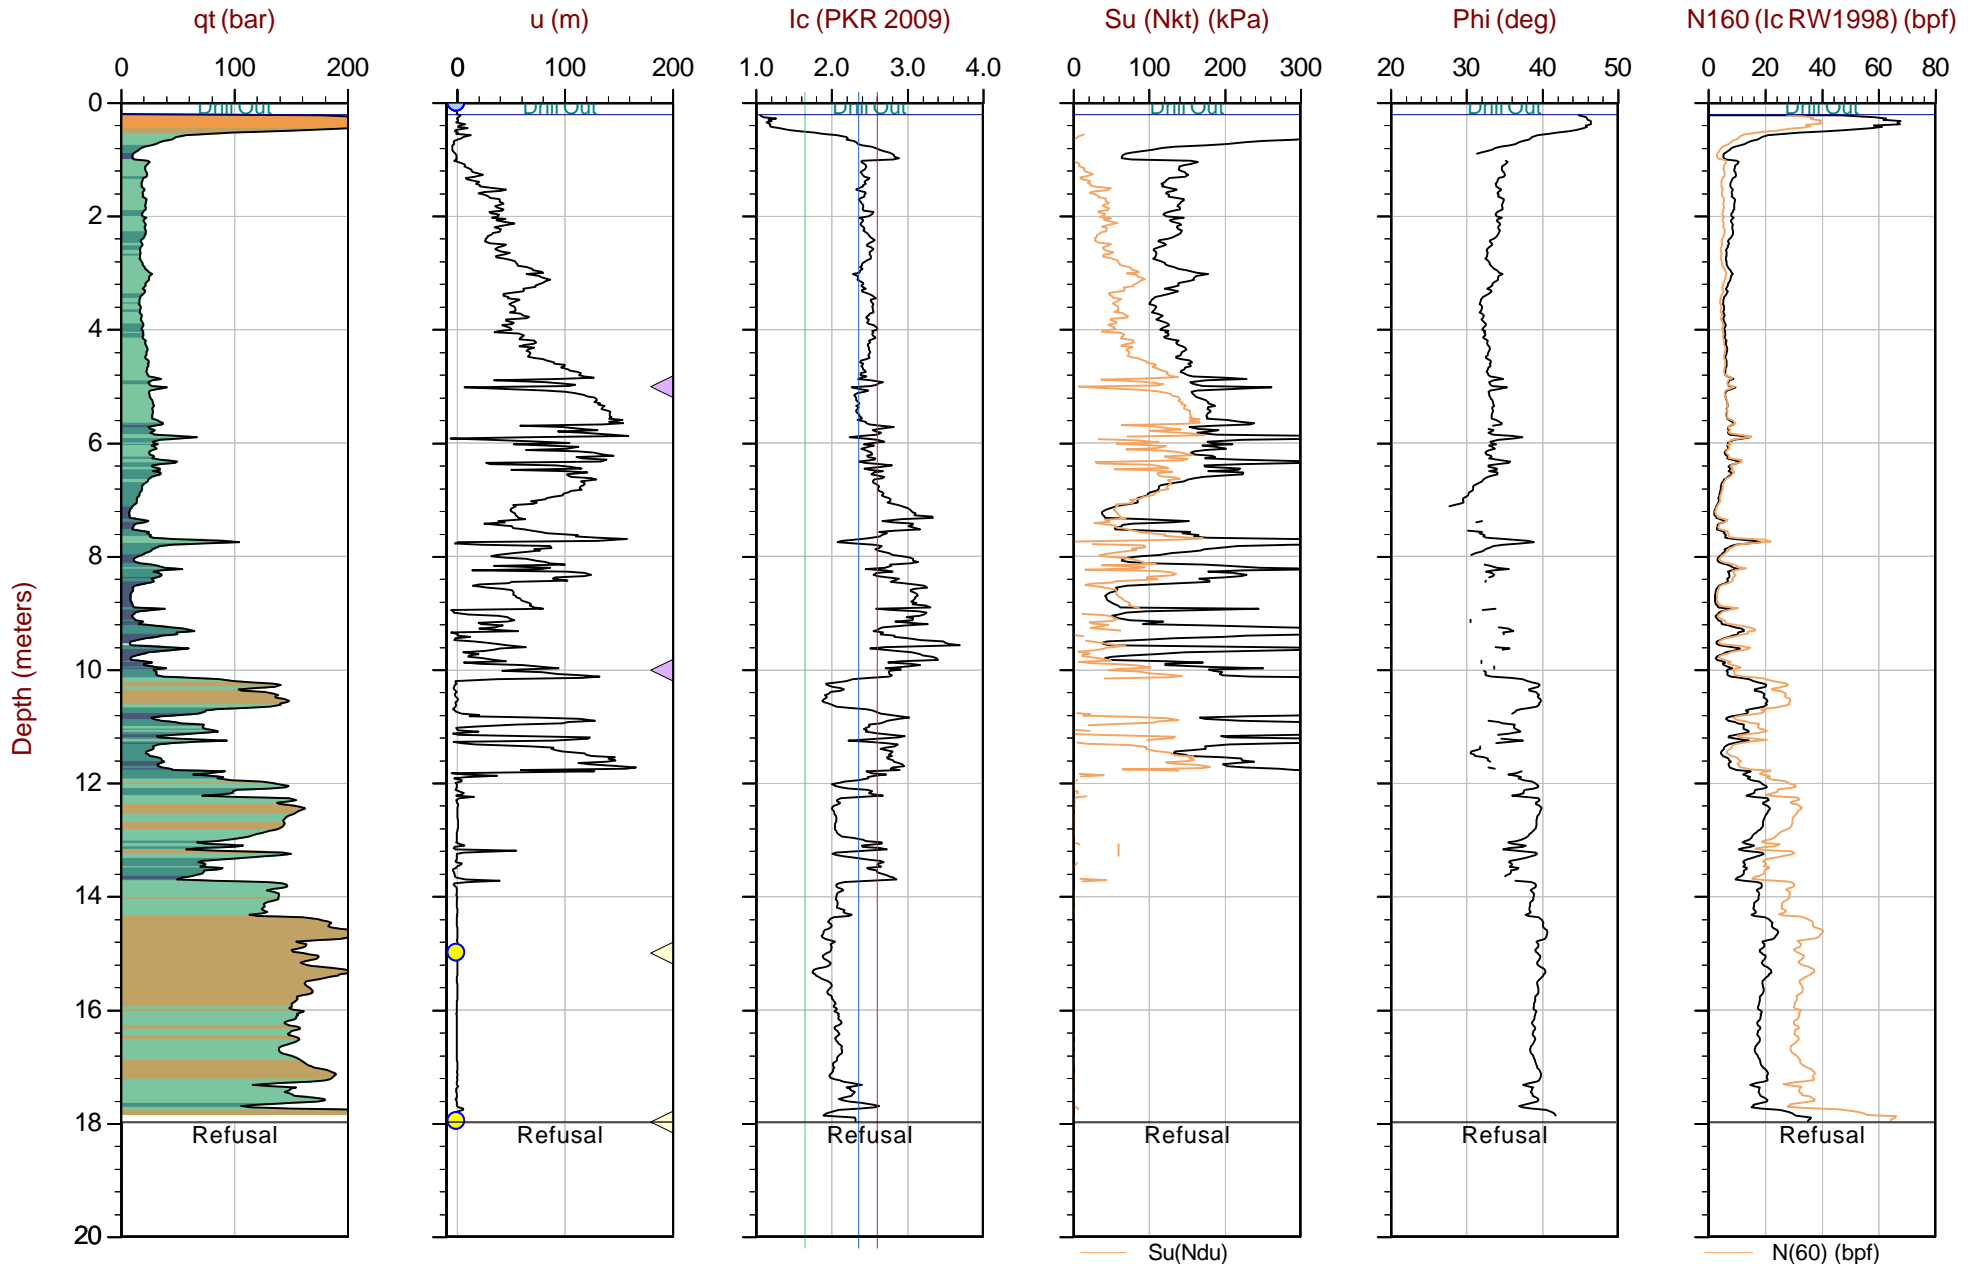 qt (bar) u (m) Ic (PKR 2009) Su (Nkt) (kPa) Phi (deg) N160 (Ic RW1998) (bpf)
0 100 200 0 100 200 1.0 2.0 3.0 4.0 0 100 200 300 20 30 40 50 0 20 40 60 80
0
Drill Out Drill Out Drill Out Drill Out Drill Out Drill Out
2
4
6
8
10
12
14
16
18
20
Depth (meters)
Refusal Refusal Refusal Refusal Refusal Refusal
Su(Ndu) N(60) (bpf)